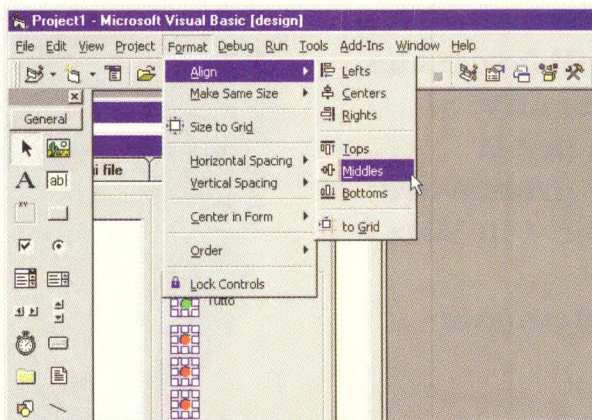 Project1 - Microsoft Visual Basic [design]
File Edit View Project Format Debug Run Tools Add-Ins Window Help
General
A ab
XY
i file
Align
Make Same Size
Size to Grid
Horizontal Spacing
Vertical Spacing
Center in Form
Order
Lock Controls
Lefts
Centers
Rights
Tops
Middles
Bottoms
to Grid
Tutto